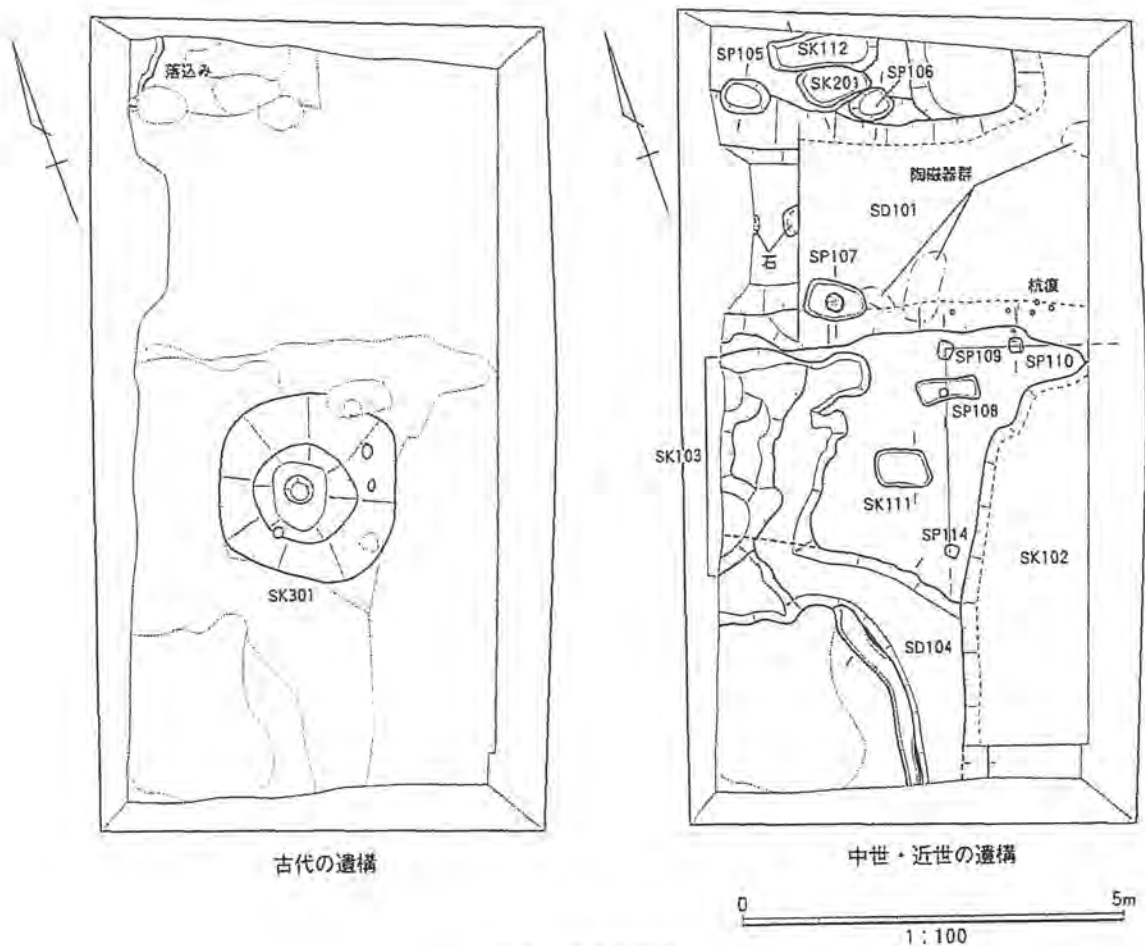 落込み
SK301
古代の遺構
SK112
SP105
SK201
SP106
陶磁器群
SD101
石
SP107
杭痕
SP109
SP110
SP108
SK103
SK111
SP114
SK102
SD104
中世・近世の遺構
0 5m
1:100